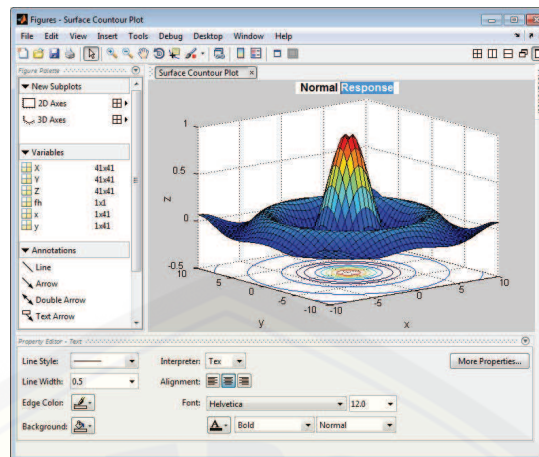 Figures - Surface Countour Plot
File Edit View Insert Tools Debug Desktop Window Help
Figure Palette
Surface Countour Plot ×
New Subplots
2D Axes
3D Axes
Variables
X 41x41
Y 41x41
Z 41x41
fh 1x1
x 1x41
y 1x41
Annotations
Line
Arrow
Double Arrow
Text Arrow
Normal Response
1
0.5
0
-0.5
z
10
5
0
-5
-10
y
-10
-5
0
5
10
x
Property Editor - Text
Line Style:
Interpreter: Tex
More Properties...
Line Width: 0.5
Alignment:
Edge Color:
Font: Helvetica 12.0
Background:
Bold Normal